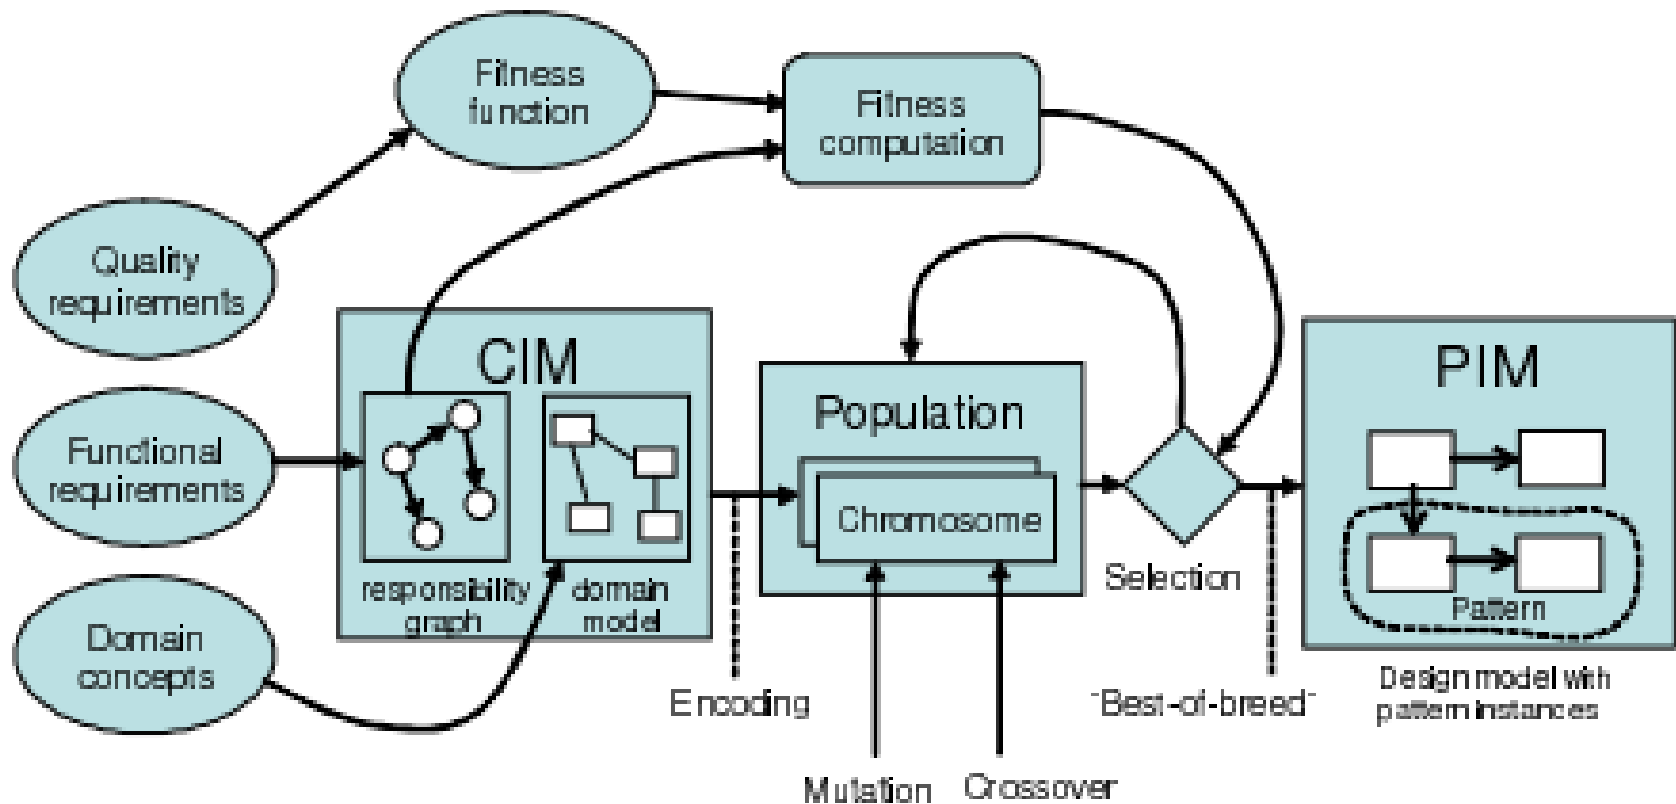 Fitness
function
Fitness
computation
Quality
requirements
CIM
PIM
Population
Functional
requirements
Chromosome
Selection
responsibility
graph
domain
model
Pattern
Domain
concepts
Encoding
"Best-of-breed"
Design model with
pattern instances
Mutation
Crossover